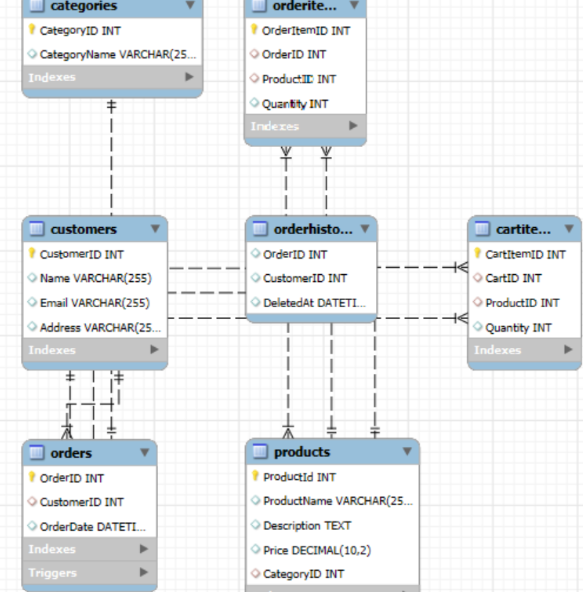 categories
CategoryID INT
CategoryName VARCHAR(25...
Indexes
orderite...
OrderItemID INT
OrderID INT
ProductID INT
Quantity INT
Indexes
customers
CustomerID INT
Name VARCHAR(255)
Email VARCHAR(255)
Address VARCHAR(25...
Indexes
orderhisto...
OrderID INT
CustomerID INT
DeletedAt DATETI...
cartite...
CartItemID INT
CartID INT
ProductID INT
Quantity INT
Indexes
orders
OrderID INT
CustomerID INT
OrderDate DATETI...
Indexes
Triggers
products
ProductId INT
ProductName VARCHAR(25...
Description TEXT
Price DECIMAL(10,2)
CategoryID INT